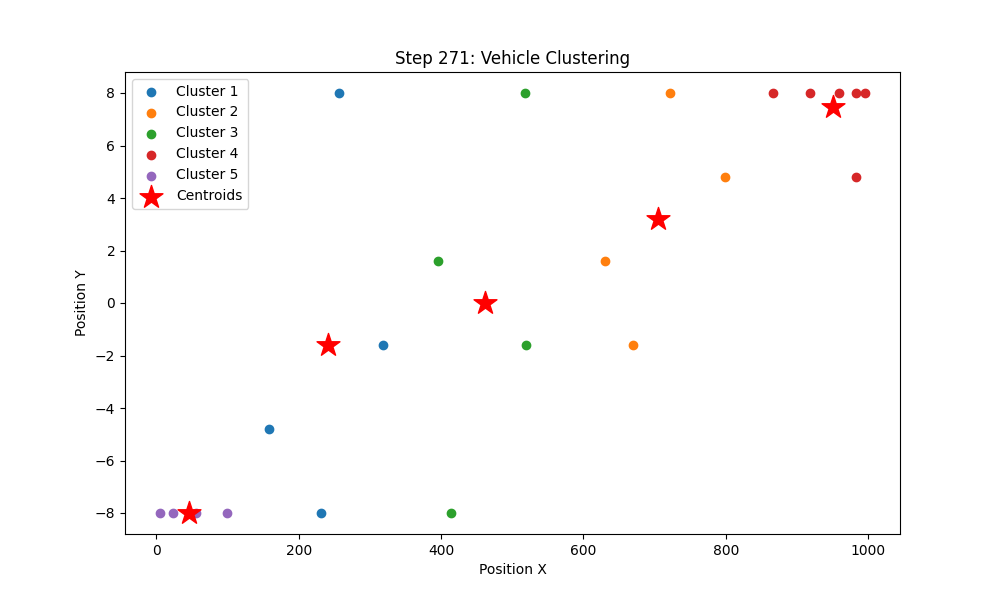 Step 271: Vehicle Clustering
Cluster 1
Cluster 2
Cluster 3
Cluster 4
Cluster 5
Centroids
Position Y
8
6
4
2
0
−2
−4
−6
−8
0 200 400 600 800 1000
Position X